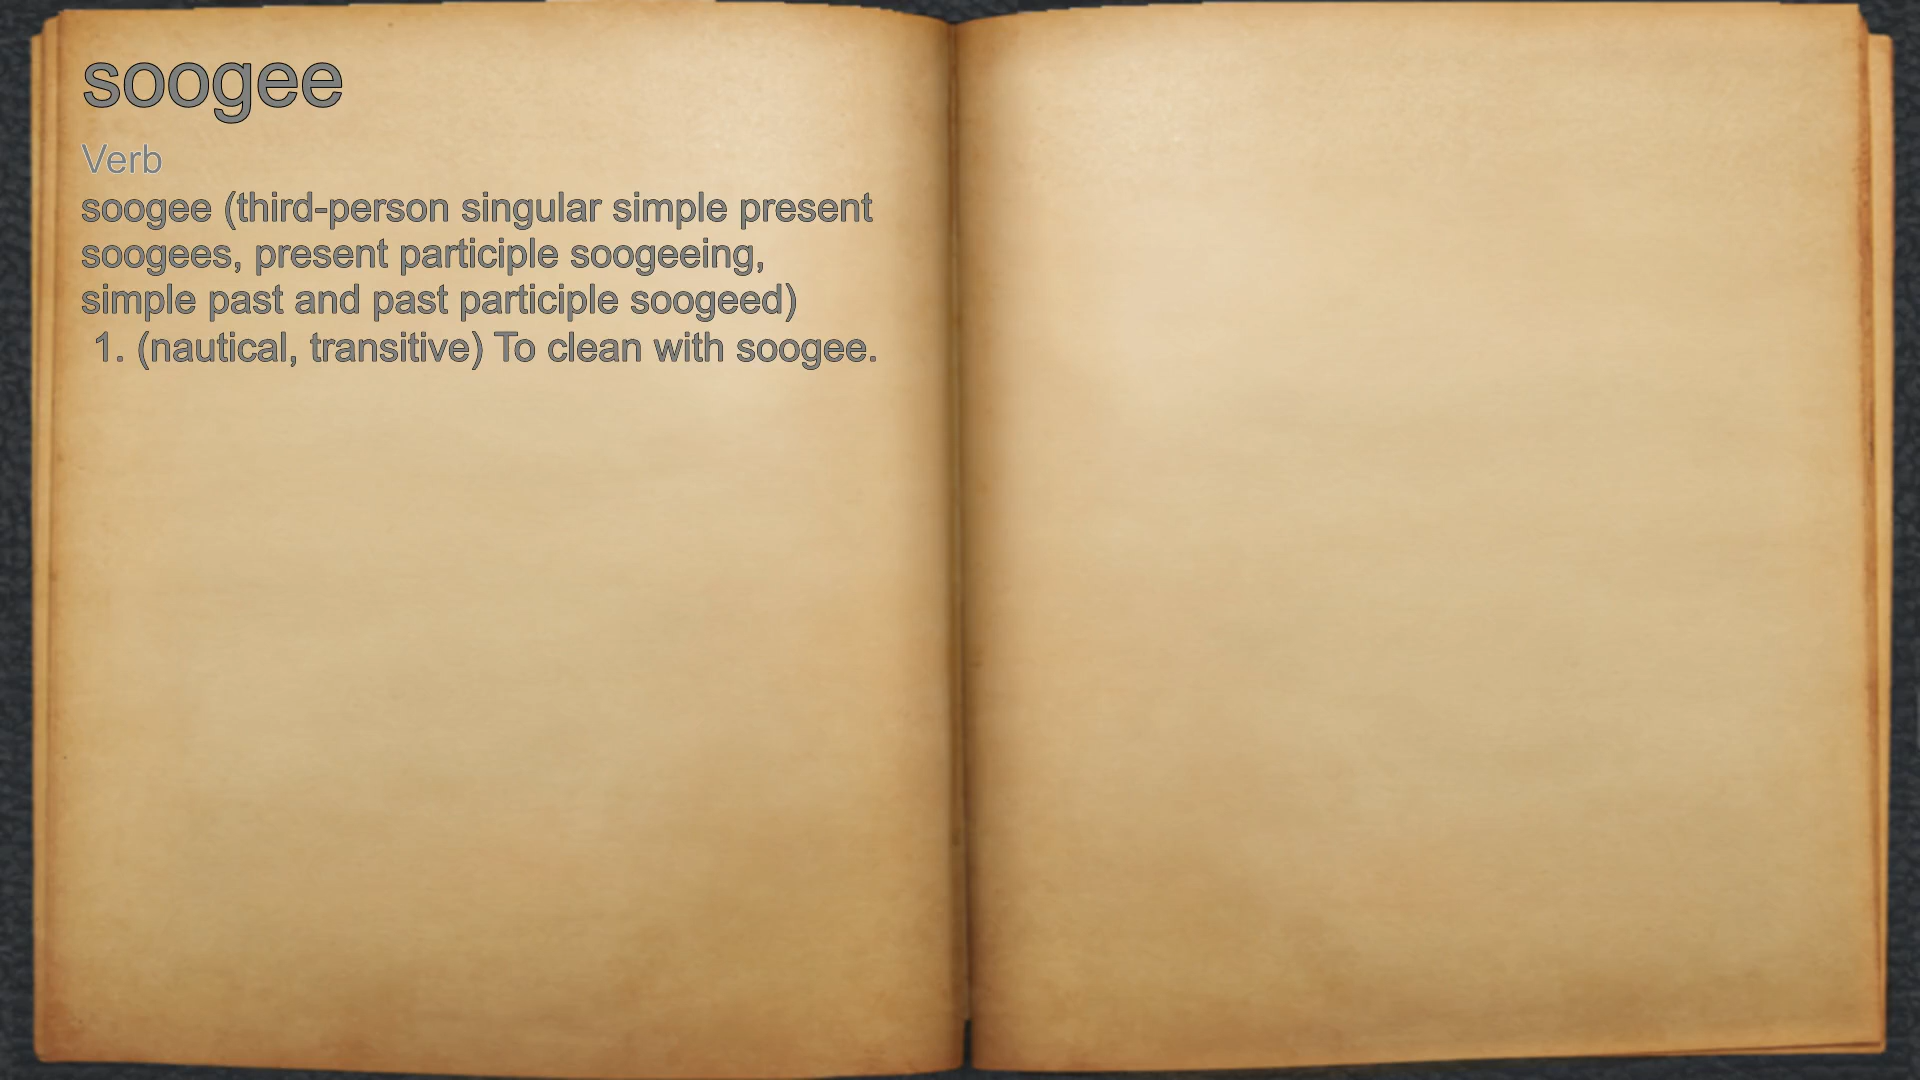 soogee
Verb
soogee (third-person singular simple present
soogees, present participle soogeeing,
simple past and past participle soogeed)
1. (nautical, transitive) To clean with soogee.